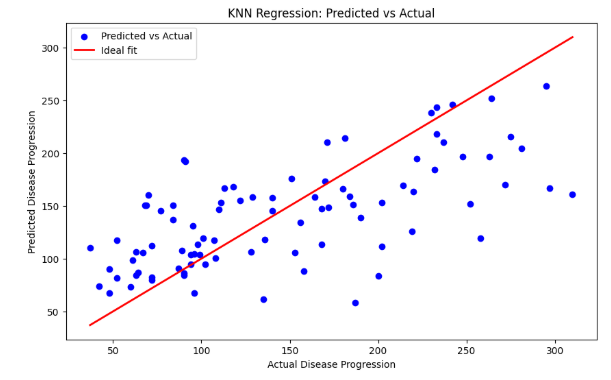 KNN Regression: Predicted vs Actual
Predicted vs Actual
Ideal fit
300
250
200
150
100
50
Predicted Disease Progression
50
100
150
200
250
300
Actual Disease Progression